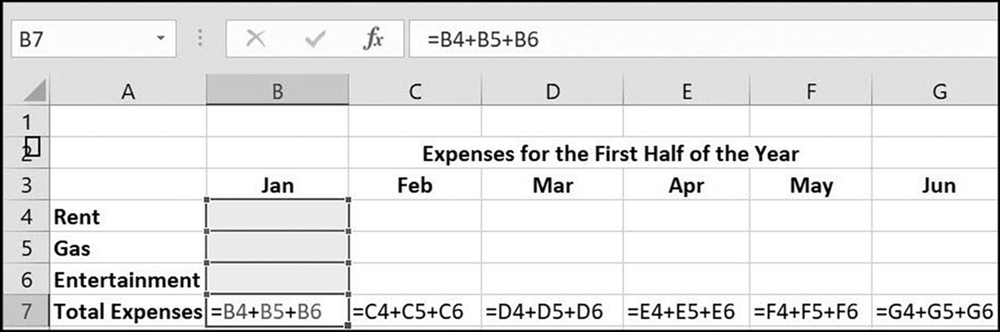 B7 fx =B4+B5+B6
A B C D E F G
1
2 Expenses for the First Half of the Year
3 Jan Feb Mar Apr May Jun
4 Rent
5 Gas
6 Entertainment
7 Total Expenses =B4+B5+B6 =C4+C5+C6 =D4+D5+D6 =E4+E5+E6 =F4+F5+F6 =G4+G5+G6